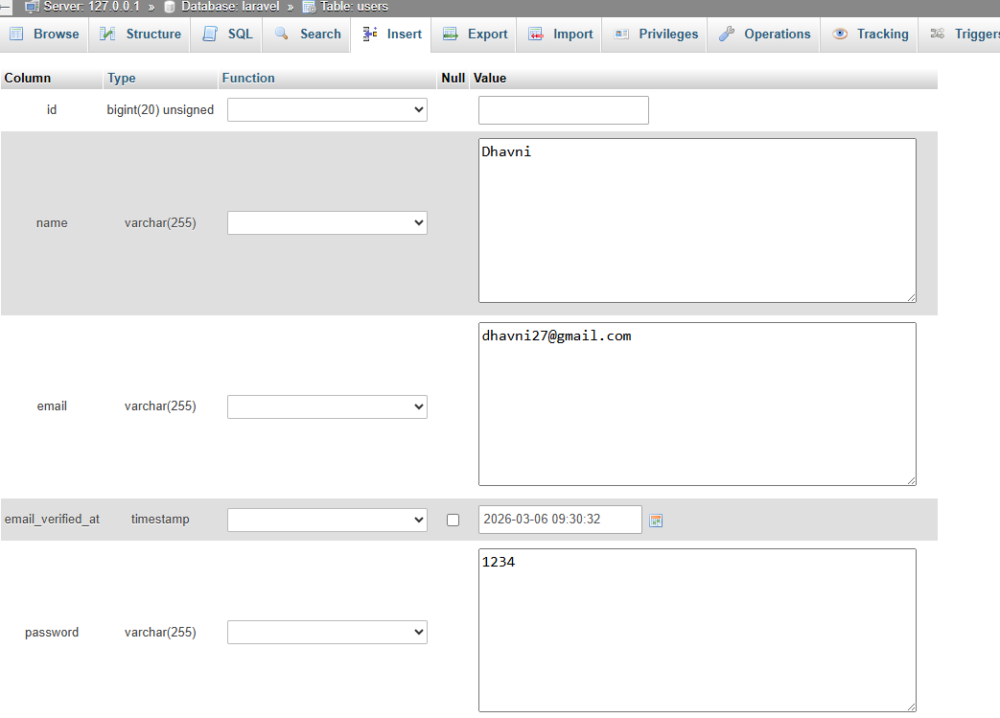 Server: 127.0.0.1 » Database: laravel » Table: users
Browse Structure SQL Search Insert Export Import Privileges Operations Tracking Triggers
Column Type Function Null Value
id bigint(20) unsigned
name varchar(255) Dhavni
email varchar(255) dhavni27@gmail.com
email_verified_at timestamp 2026-03-06 09:30:32
password varchar(255) 1234